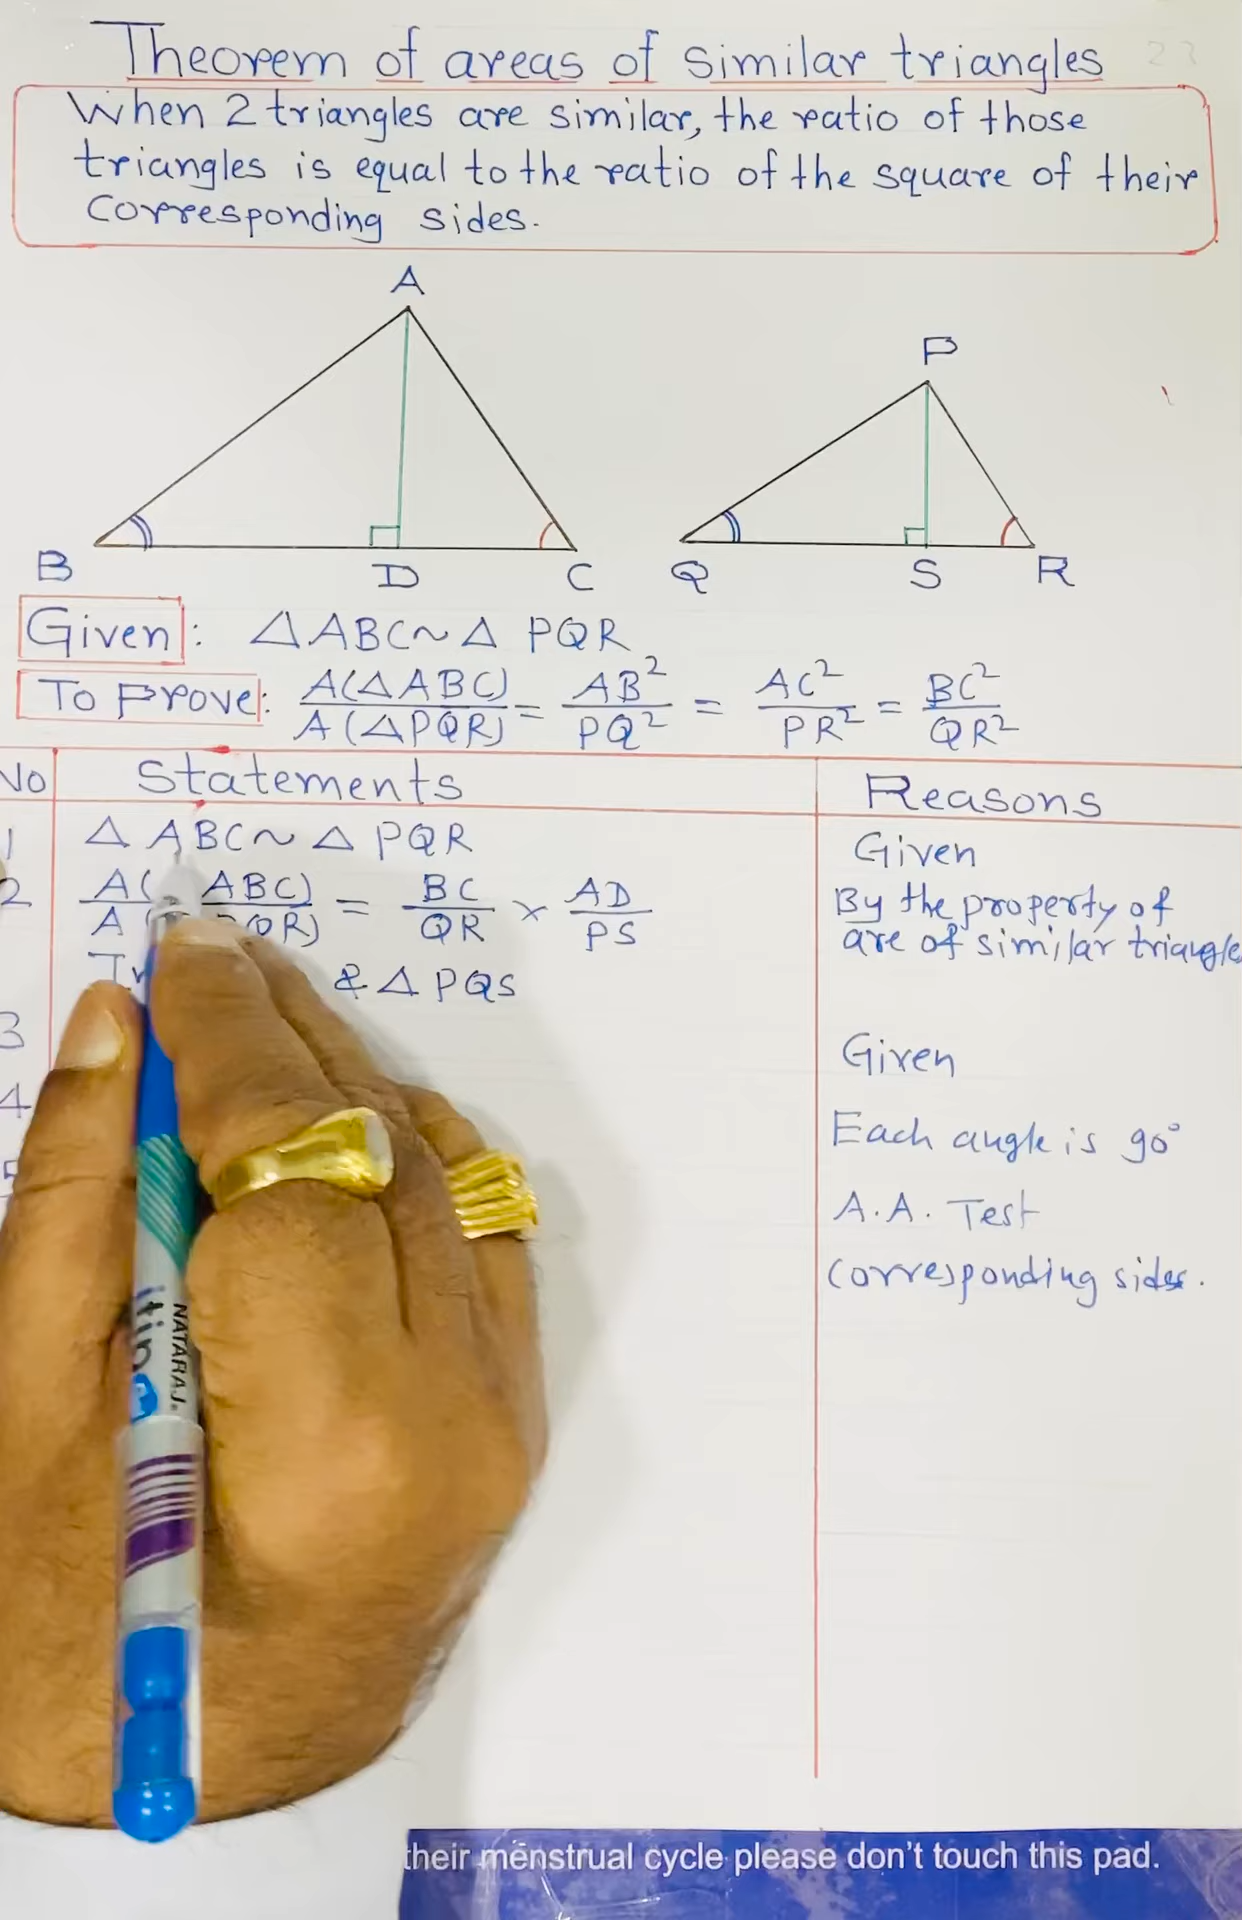 Theorem of areas of similar triangles
23
When 2 triangles are similar, the ratio of those
triangles is equal to the ratio of the square of their
Corresponding sides.
A
P
B D C Q S R
Given: △ABC~△ PQR
To Prove: A(△ABC)/A(△PQR) = AB²/PQ² = AC²/PR² = BC²/QR²
No Statements Reasons
1 △ ABC~△ PQR Given
2 A( ABC)/A( QR) = BC/QR × AD/PS By the property of
are of similar triangle
& △ PQS
3 Given
4 Each angle is 90°
5 A.A. Test
Corresponding sides.
NATARAJ
their menstrual cycle please don't touch this pad.